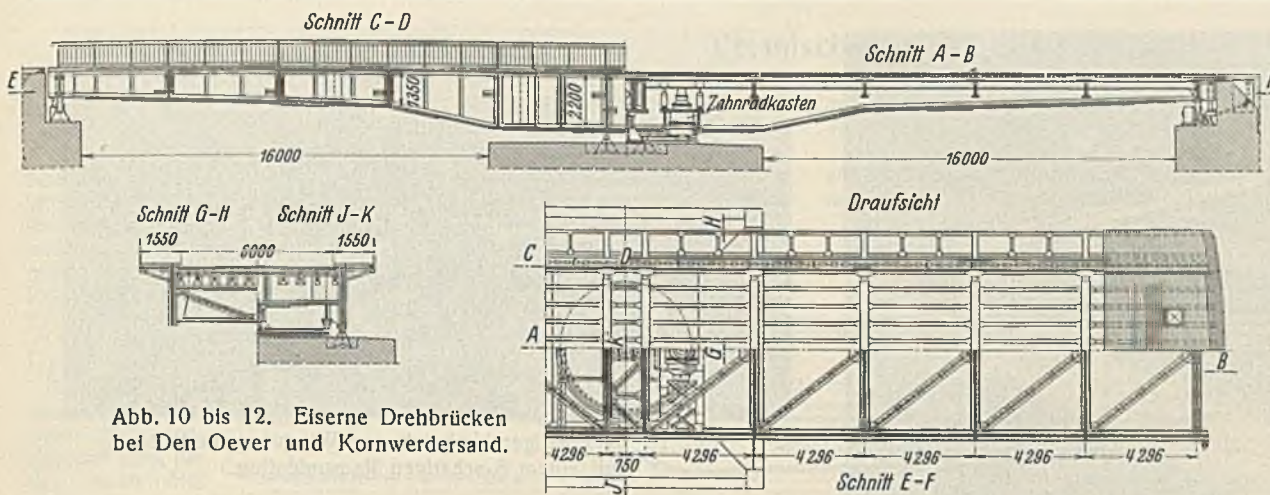 Schnitt C-D
Schnitt A-B
E
1350
2200
Zahnradkasten
16000
16000
Schnitt G-H
Schnitt J-K
1550
6000
1550
Draufsicht
H
C
D
A
K
G
B
4296
750
4296
4296
4296
4296
4296
J
Schnitt E-F
Abb. 10 bis 12. Eiserne Drehbrücken
bei Den Oever und Kornwerdersand.